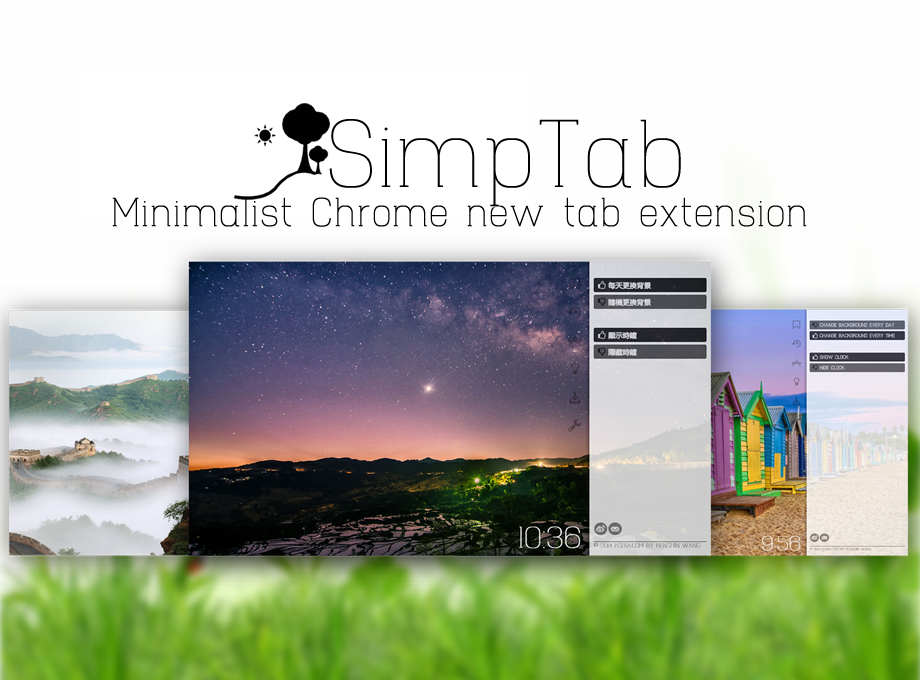 SimpTab
Minimalist Chrome new tab extension
每天更換背景
隨機更換背景
顯示時鐘
隱藏時鐘
10:36
CHANGE BACKGROUND EVERY DAY
CHANGE BACKGROUND EVERY TIME
SHOW CLOCK
HIDE CLOCK
9:56